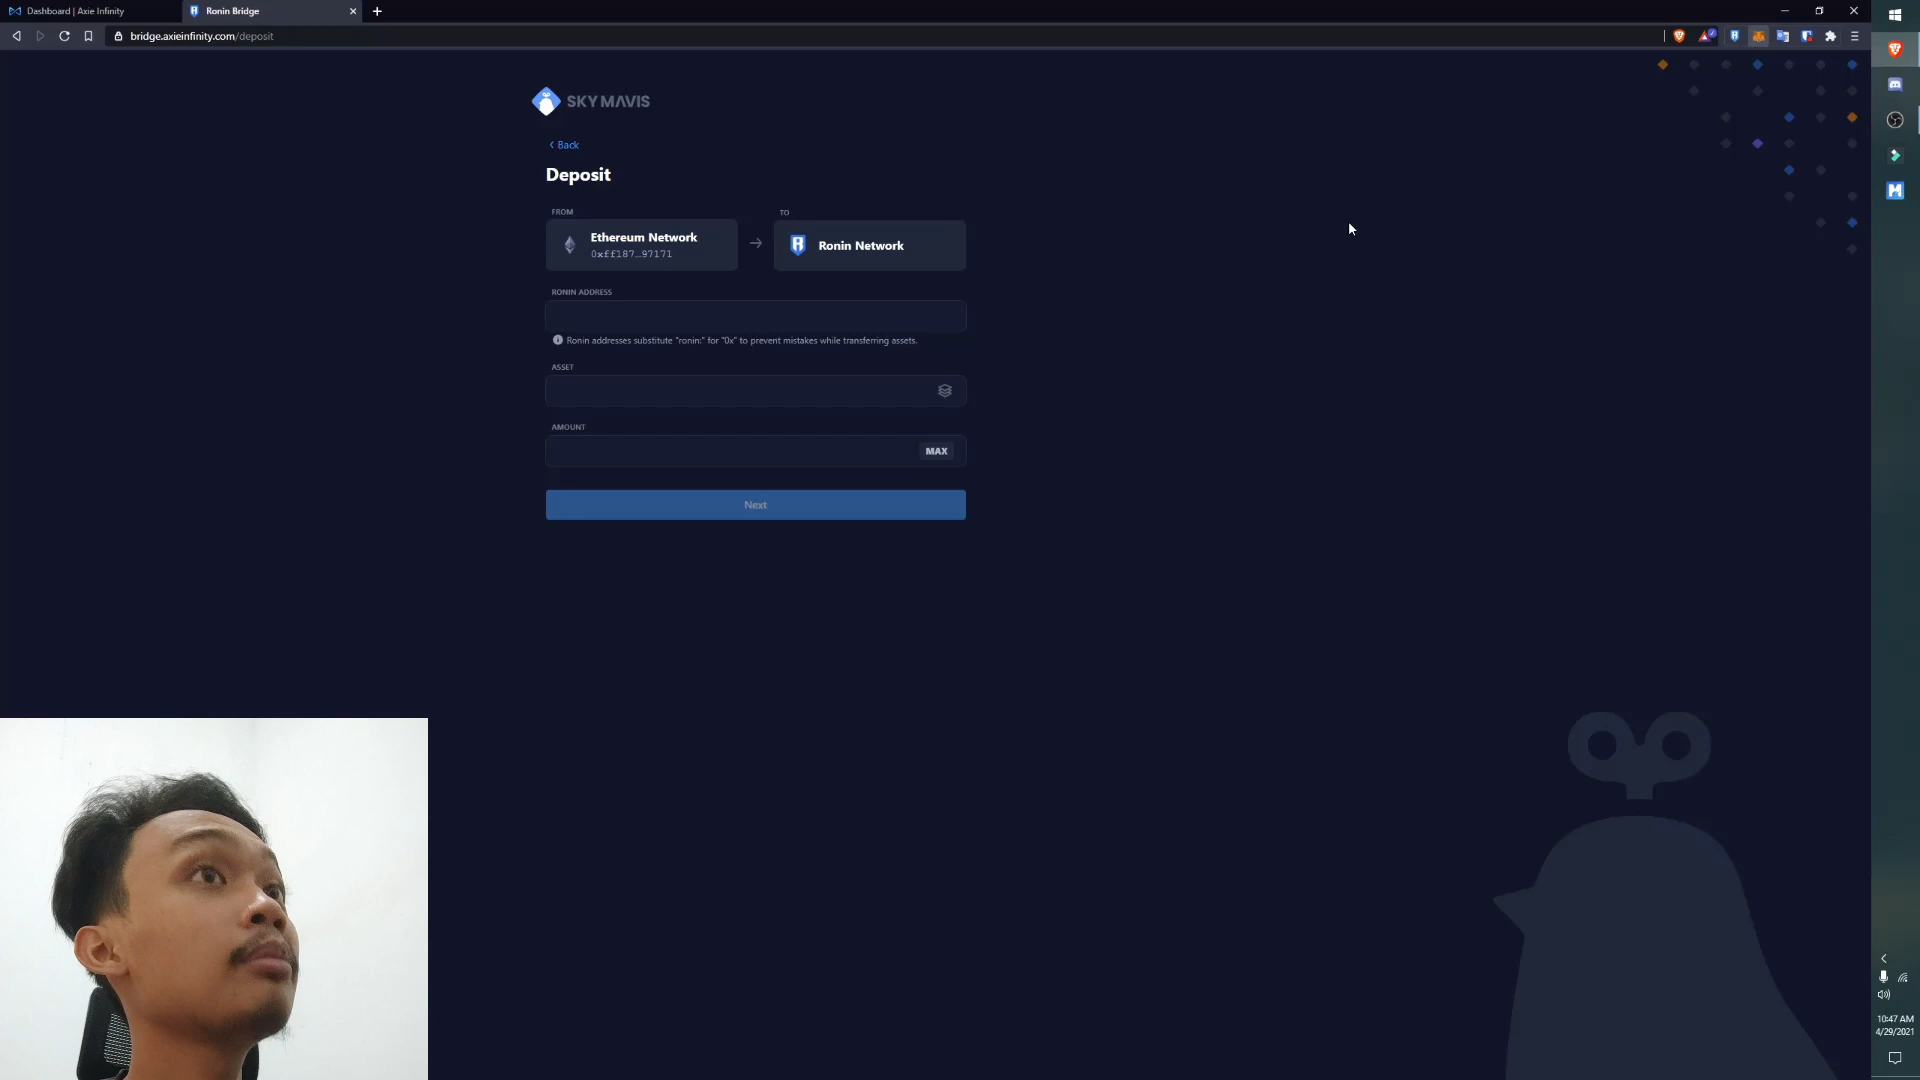 Dashboard | Axie Infinity
Ronin Bridge
bridge.axieinfinity.com/deposit
SKY MAVIS
Back
Deposit
FROM
TO
Ethereum Network
0xff187...97171
Ronin Network
RONIN ADDRESS
Ronin addresses substitute "ronin:" for "0x" to prevent mistakes while transferring assets.
ASSET
AMOUNT
MAX
Next
10:47 AM
4/29/2021